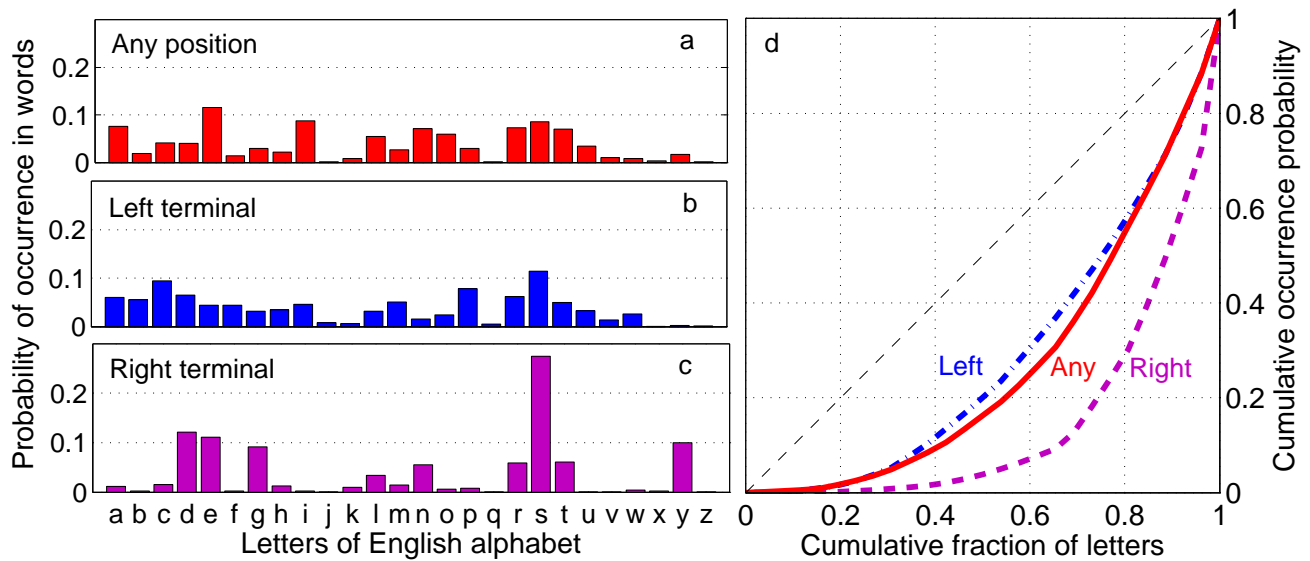 Probability of occurrence in words
Any position
a
0.2
0.1
0
Left terminal
b
0.2
0.1
0
Right terminal
c
0.2
0.1
0
a b c d e f g h i j k l m n o p q r s t u v w x y z
Letters of English alphabet
d
Left
Any
Right
1
0.8
0.6
0.4
0.2
0
0 0.2 0.4 0.6 0.8 1
Cumulative fraction of letters
Cumulative occurrence probability